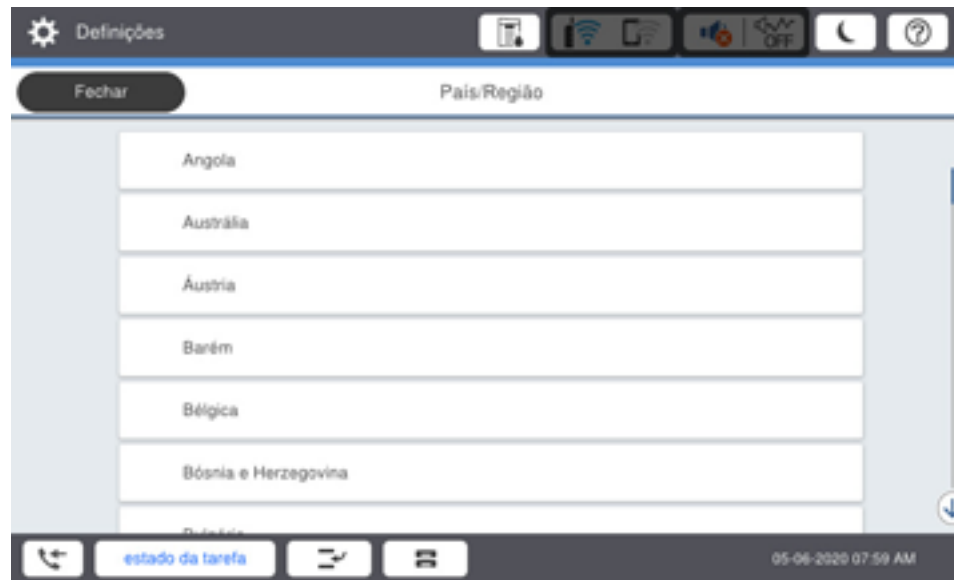 Definições
OFF
Fechar
País/Região
Angola
Austrália
Áustria
Barém
Bélgica
Bósnia e Herzegovina
estado da tarefa
05-06-2020 07:59 AM